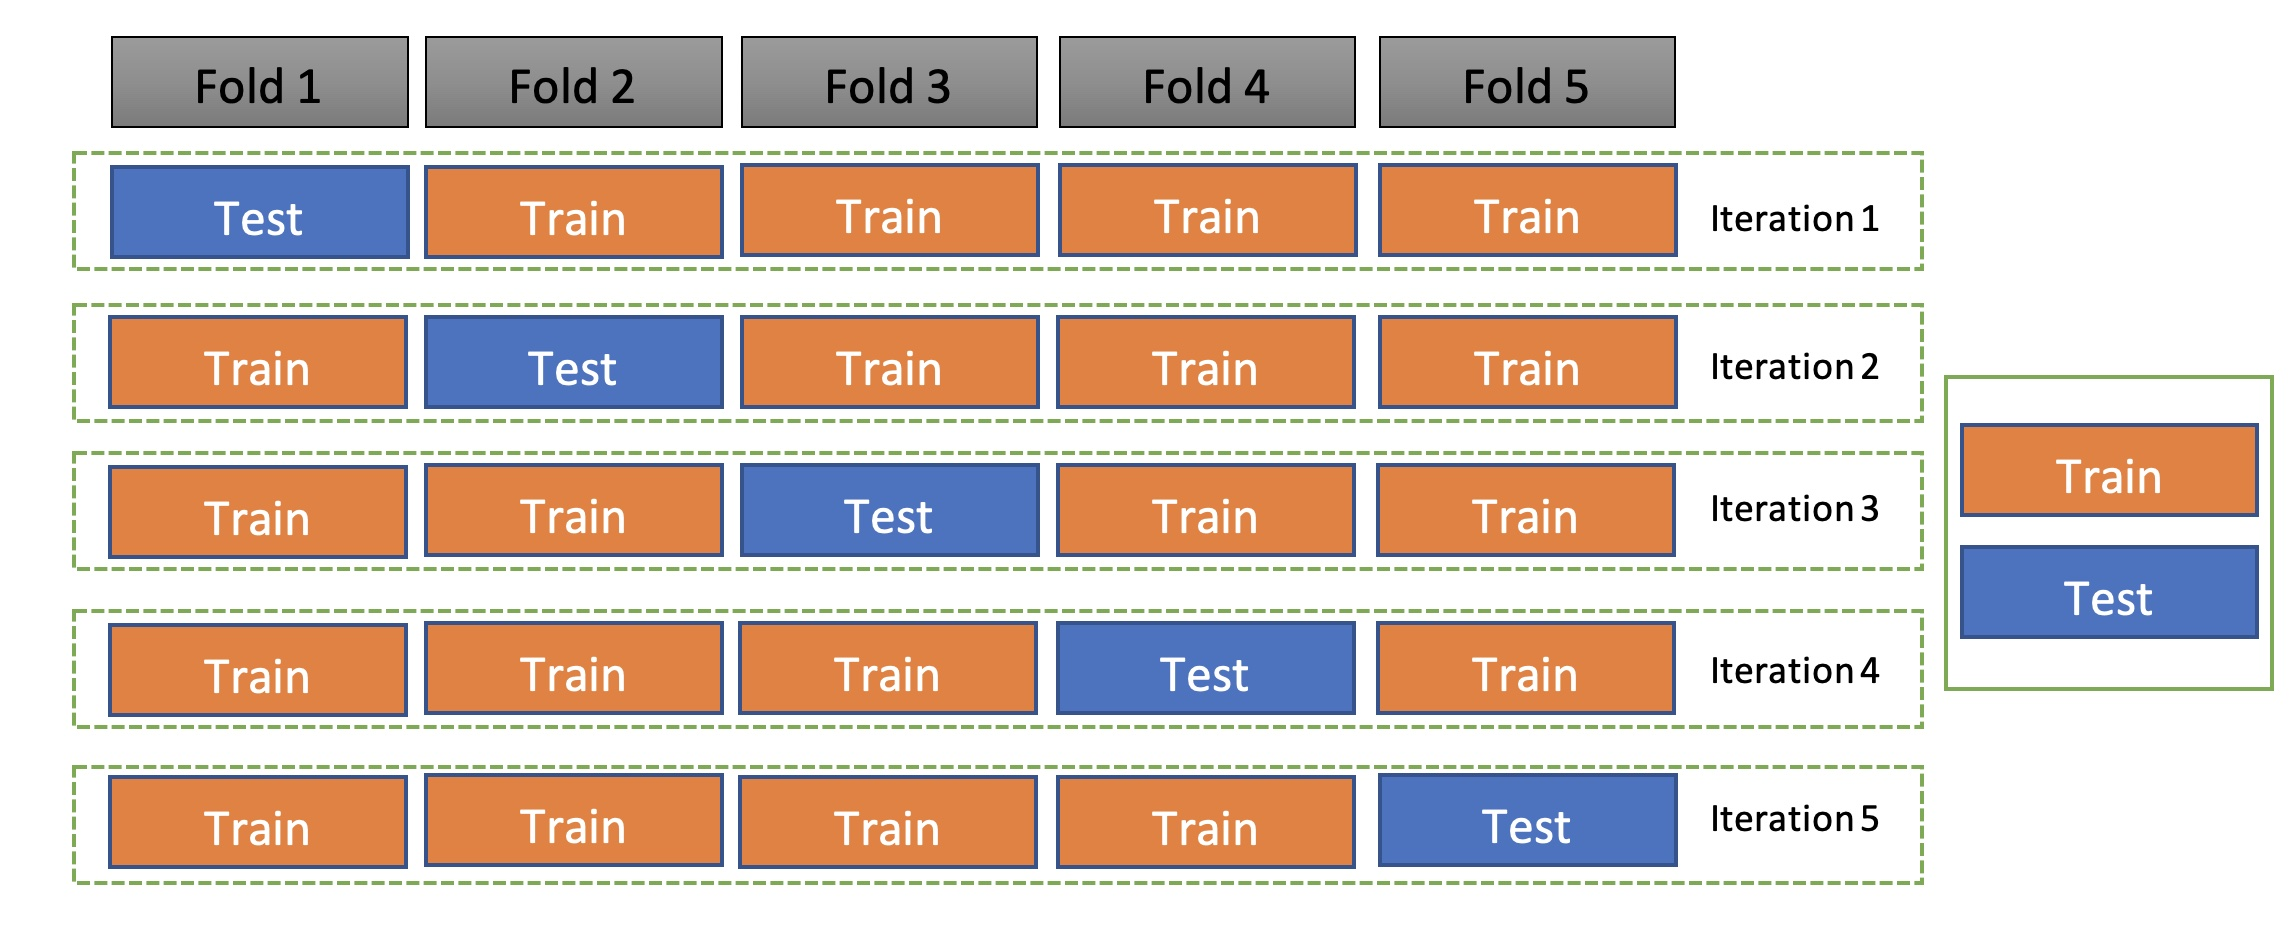 Fold 1 Fold 2 Fold 3 Fold 4 Fold 5
Test Train Train Train Train Iteration 1
Train Test Train Train Train Iteration 2
Train Train Test Train Train Iteration 3
Train Train Train Test Train Iteration 4
Train Train Train Train Test Iteration 5
Train
Test